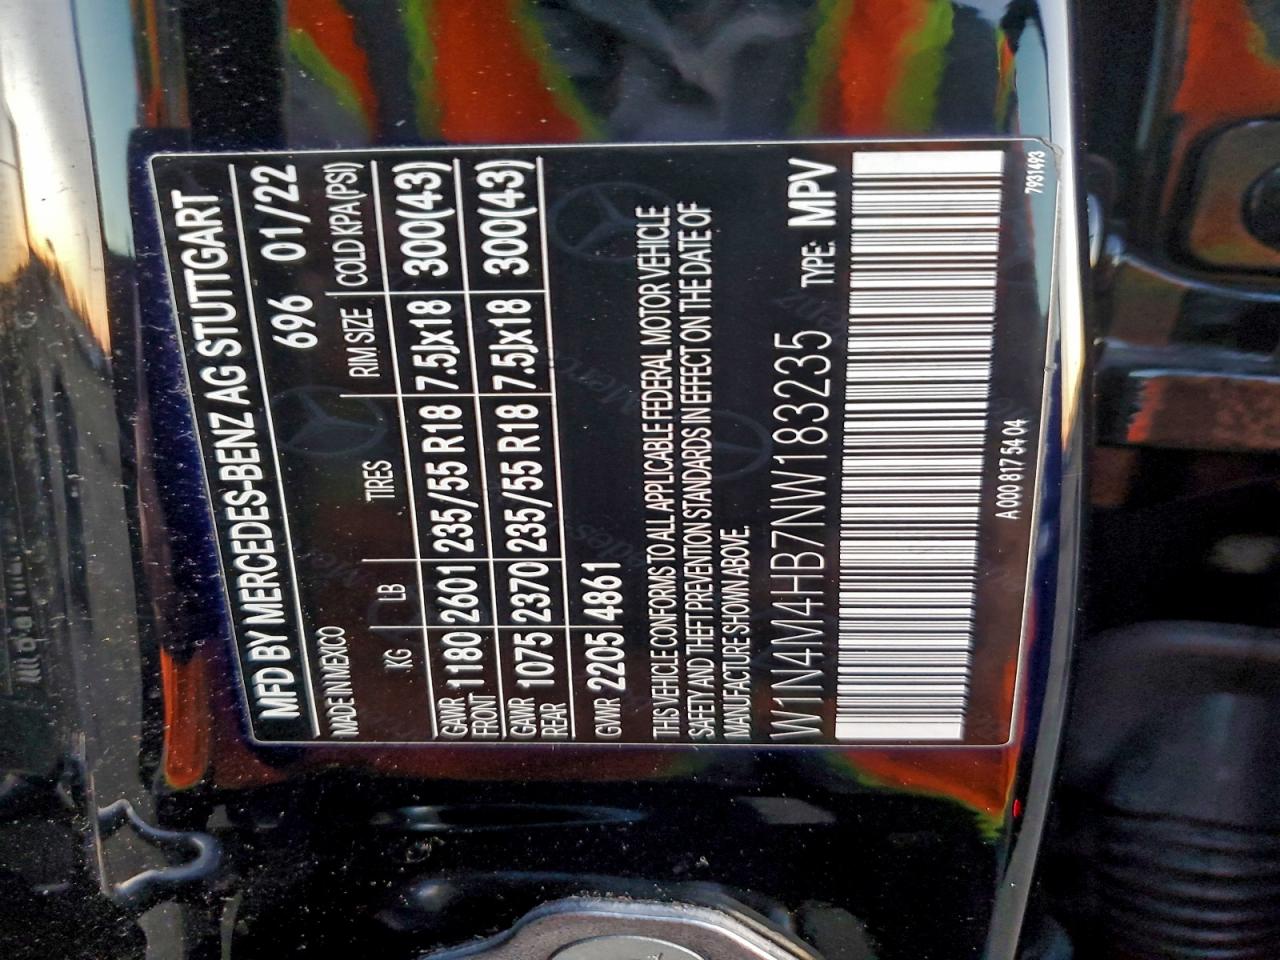 MFD BY MERCEDES-BENZ AG STUTTGART
696 01/22
MADE IN MEXICO
KG LB TIRES RIM SIZE COLD KPA(PSI)
GAWR FRONT 1180 2601 235/55 R18 7.5Jx18 300(43)
GAWR REAR 1075 2370 235/55 R18 7.5Jx18 300(43)
GVWR 2205 4861
THIS VEHICLE CONFORMS TO ALL APPLICABLE FEDERAL MOTOR VEHICLE
SAFETY AND THEFT PREVENTION STANDARDS IN EFFECT ON THE DATE OF
MANUFACTURE SHOWN ABOVE.
W1N4M4HB7NW183235 TYPE: MPV
A 000 817 54 04
7931493